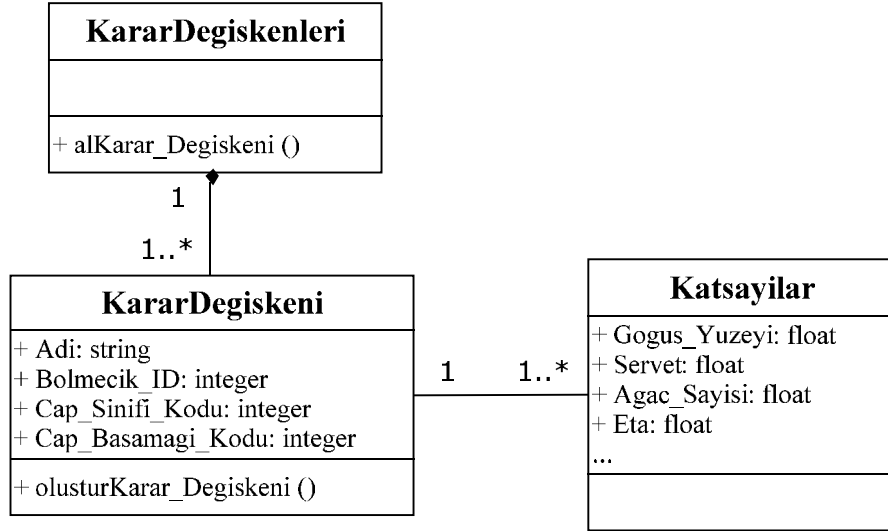 KararDegiskenleri
+ alKarar_Degiskeni ()
1
1..*
KararDegiskeni
+ Adi: string
+ Bolmecik_ID: integer
+ Cap_Sinifi_Kodu: integer
+ Cap_Basamagi_Kodu: integer
+ olusturKarar_Degiskeni ()
1
1..*
Katsayilar
+ Gogus_Yuzeyi: float
+ Servet: float
+ Agac_Sayisi: float
+ Eta: float
...